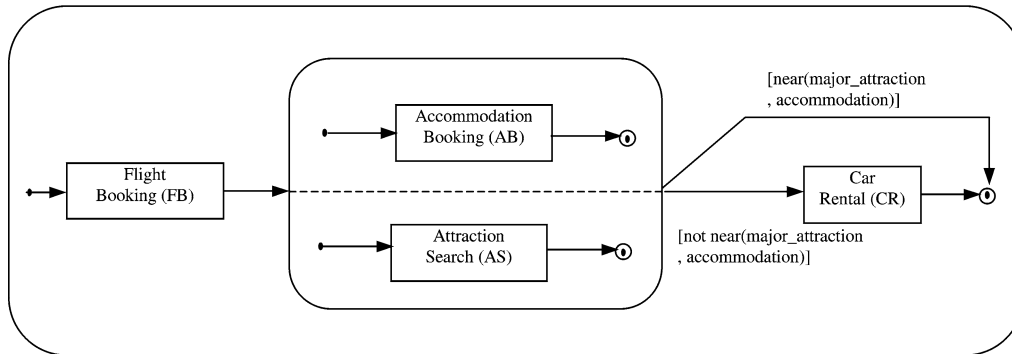 Flight
Booking (FB)
Accommodation
Booking (AB)
Attraction
Search (AS)
[near(major_attraction
, accommodation)]
Car
Rental (CR)
[not near(major_attraction
, accommodation)]